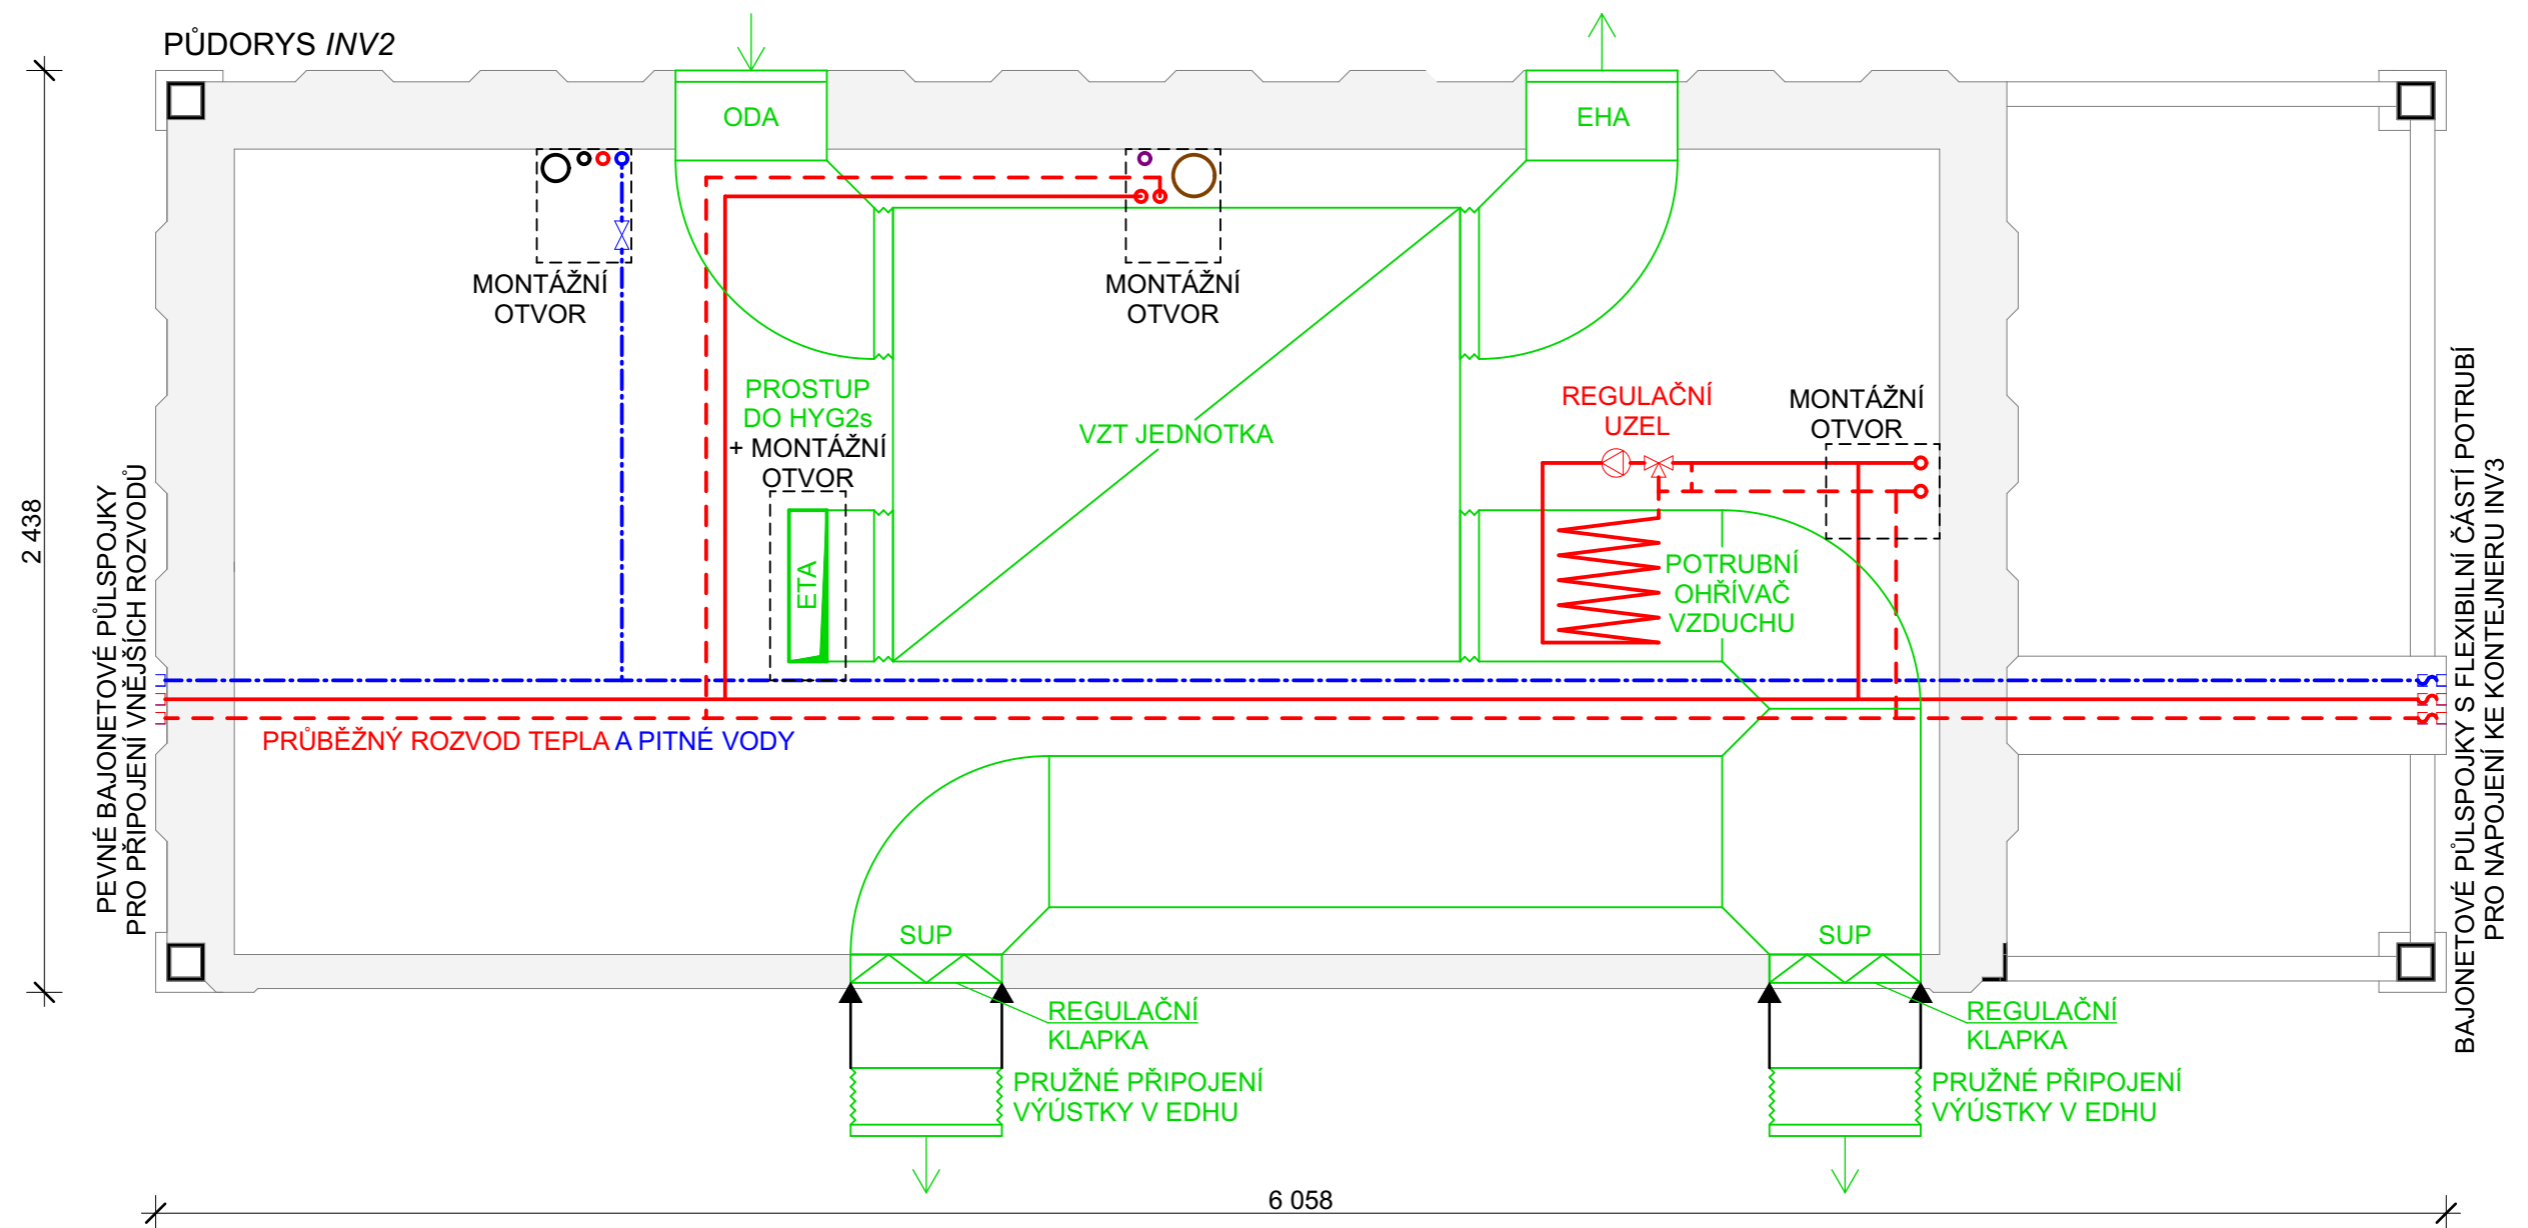 PŮDORYS INV2
ODA
EHA
MONTÁŽNÍ
OTVOR
MONTÁŽNÍ
OTVOR
PROSTUP
DO HYG2s
+ MONTÁŽNÍ
OTVOR
VZT JEDNOTKA
REGULAČNÍ
UZEL
MONTÁŽNÍ
OTVOR
ETA
POTRUBNÍ
OHŘÍVAČ
VZDUCHU
2 438
PEVNÉ BAJONETOVÉ PŮLSPOJKY
PRO PŘIPOJENÍ VNĚJŠÍCH ROZVODŮ
BAJONETOVÉ PŮLSPOJKY S FLEXIBILNÍ ČÁSTÍ POTRUBÍ
PRO NAPOJENÍ KE KONTEJNERU INV3
PRŮBĚŽNÝ ROZVOD TEPLA A PITNÉ VODY
SUP
SUP
REGULAČNÍ
KLAPKA
REGULAČNÍ
KLAPKA
PRUŽNÉ PŘIPOJENÍ
VÝÚSTKY V EDHU
PRUŽNÉ PŘIPOJENÍ
VÝÚSTKY V EDHU
6 058